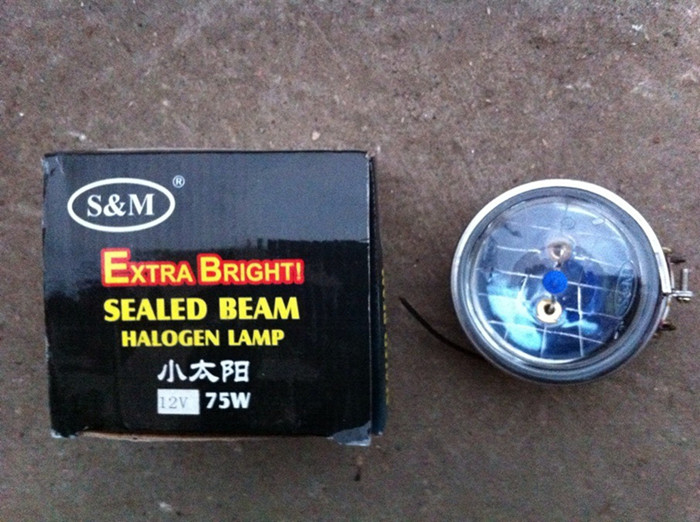 S&M ®
EXTRA BRIGHT!
SEALED BEAM
HALOGEN LAMP
小太阳
12V 75W